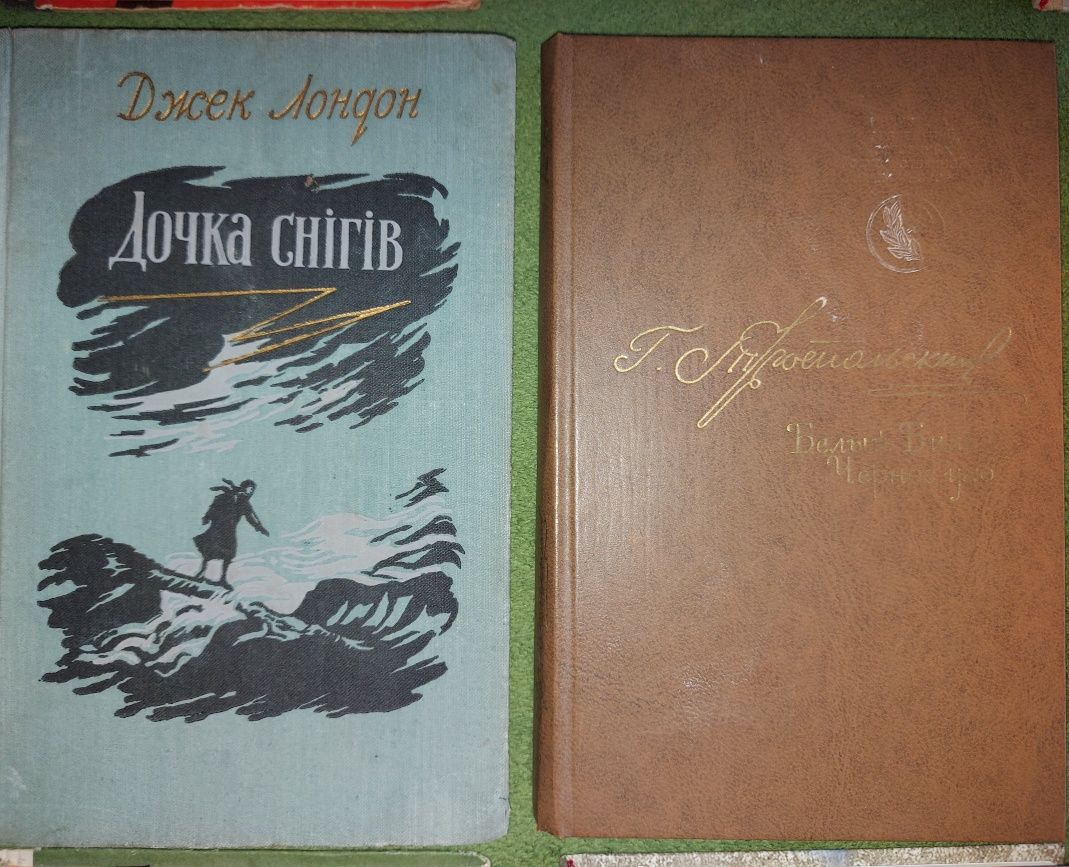 Джек Лондон
Дочка снігів
Г. Троепольский
Белый Бим
Черное ухо